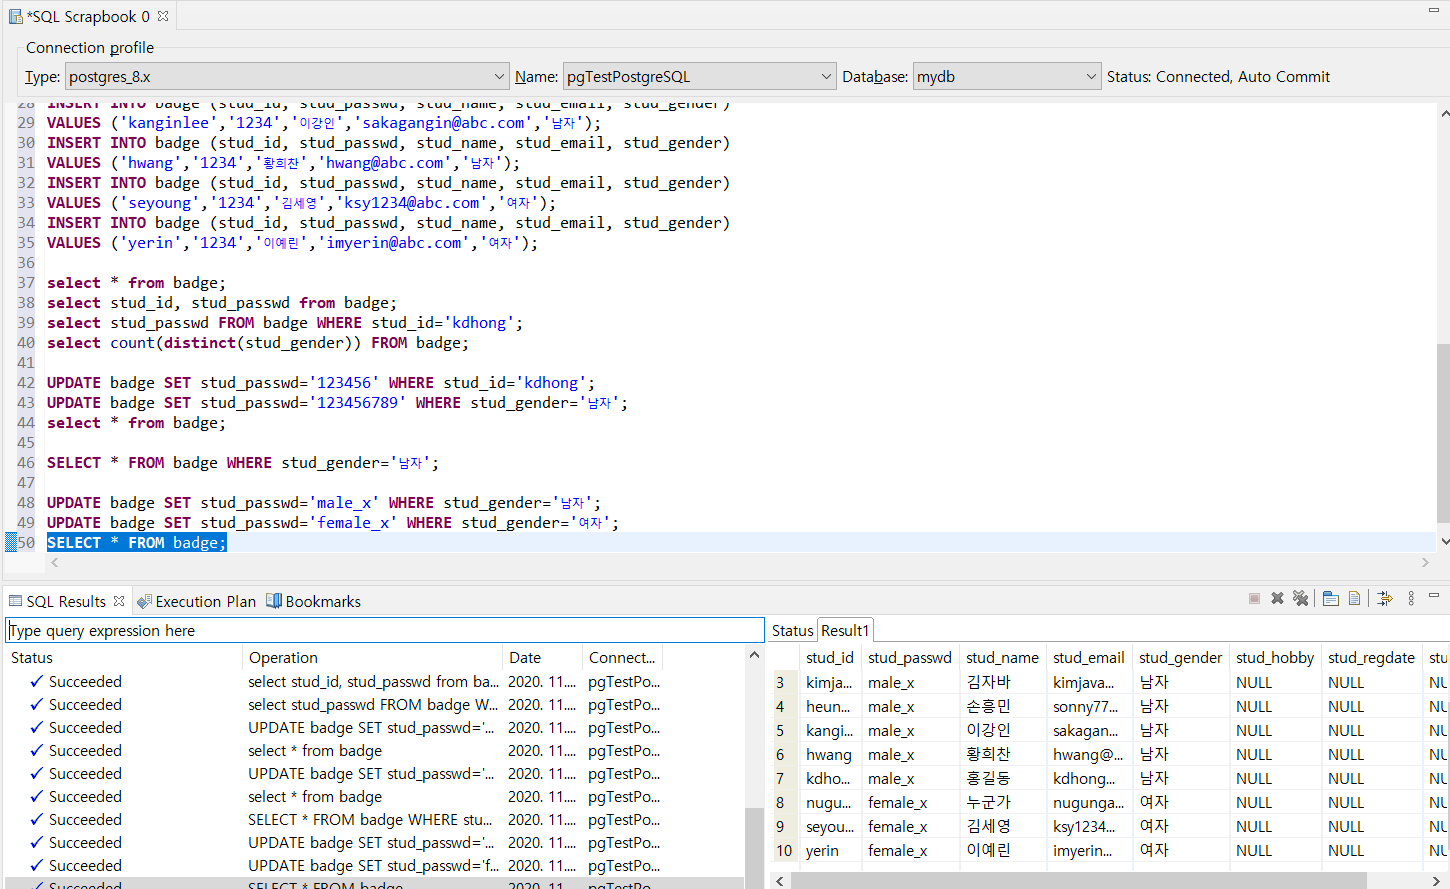 *SQL Scrapbook 0
Connection profile
Type: postgres_8.x Name: pgTestPostgreSQL Database: mydb Status: Connected, Auto Commit
28 INSERT INTO badge (stud_id, stud_passwd, stud_name, stud_email, stud_gender)
29 VALUES ('kanginlee','1234','이강인','sakagangin@abc.com','남자');
30 INSERT INTO badge (stud_id, stud_passwd, stud_name, stud_email, stud_gender)
31 VALUES ('hwang','1234','황희찬','hwang@abc.com','남자');
32 INSERT INTO badge (stud_id, stud_passwd, stud_name, stud_email, stud_gender)
33 VALUES ('seyoung','1234','김세영','ksy1234@abc.com','여자');
34 INSERT INTO badge (stud_id, stud_passwd, stud_name, stud_email, stud_gender)
35 VALUES ('yerin','1234','이예린','imyerin@abc.com','여자');
36
37 select * from badge;
38 select stud_id, stud_passwd from badge;
39 select stud_passwd FROM badge WHERE stud_id='kdhong';
40 select count(distinct(stud_gender)) FROM badge;
41
42 UPDATE badge SET stud_passwd='123456' WHERE stud_id='kdhong';
43 UPDATE badge SET stud_passwd='123456789' WHERE stud_gender='남자';
44 select * from badge;
45
46 SELECT * FROM badge WHERE stud_gender='남자';
47
48 UPDATE badge SET stud_passwd='male_x' WHERE stud_gender='남자';
49 UPDATE badge SET stud_passwd='female_x' WHERE stud_gender='여자';
50 SELECT * FROM badge;
SQL Results Execution Plan Bookmarks
Type query expression here
Status Operation Date Connect...
Succeeded select stud_id, stud_passwd from ba... 2020. 11.... pgTestPo...
Succeeded select stud_passwd FROM badge W... 2020. 11.... pgTestPo...
Succeeded UPDATE badge SET stud_passwd='... 2020. 11.... pgTestPo...
Succeeded select * from badge 2020. 11.... pgTestPo...
Succeeded UPDATE badge SET stud_passwd='... 2020. 11.... pgTestPo...
Succeeded select * from badge 2020. 11.... pgTestPo...
Succeeded SELECT * FROM badge WHERE stu... 2020. 11.... pgTestPo...
Succeeded UPDATE badge SET stud_passwd='... 2020. 11.... pgTestPo...
Succeeded UPDATE badge SET stud_passwd='f... 2020. 11.... pgTestPo...
Succeeded SELECT * FROM badge 2020. 11.... pgTestPo...
Status Result1
stud_id stud_passwd stud_name stud_email stud_gender stud_hobby stud_regdate stu
3 kimja... male_x 김자바 kimjava... 남자 NULL NULL NU
4 heun... male_x 손흥민 sonny77... 남자 NULL NULL NU
5 kangi... male_x 이강인 sakagan... 남자 NULL NULL NU
6 hwang male_x 황희찬 hwang@... 남자 NULL NULL NU
7 kdho... male_x 홍길동 kdhong... 남자 NULL NULL NU
8 nugu... female_x 누군가 nugunga... 여자 NULL NULL NU
9 seyou... female_x 김세영 ksy1234... 여자 NULL NULL NU
10 yerin female_x 이예린 imyerin... 여자 NULL NULL NU